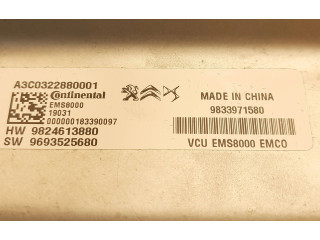 A3C0322880001
Continental
EMS8000
19031
000000183390097
HW 9824613880
SW 9693525680
MADE IN CHINA
9833971580
VCU EMS8000 EMCO